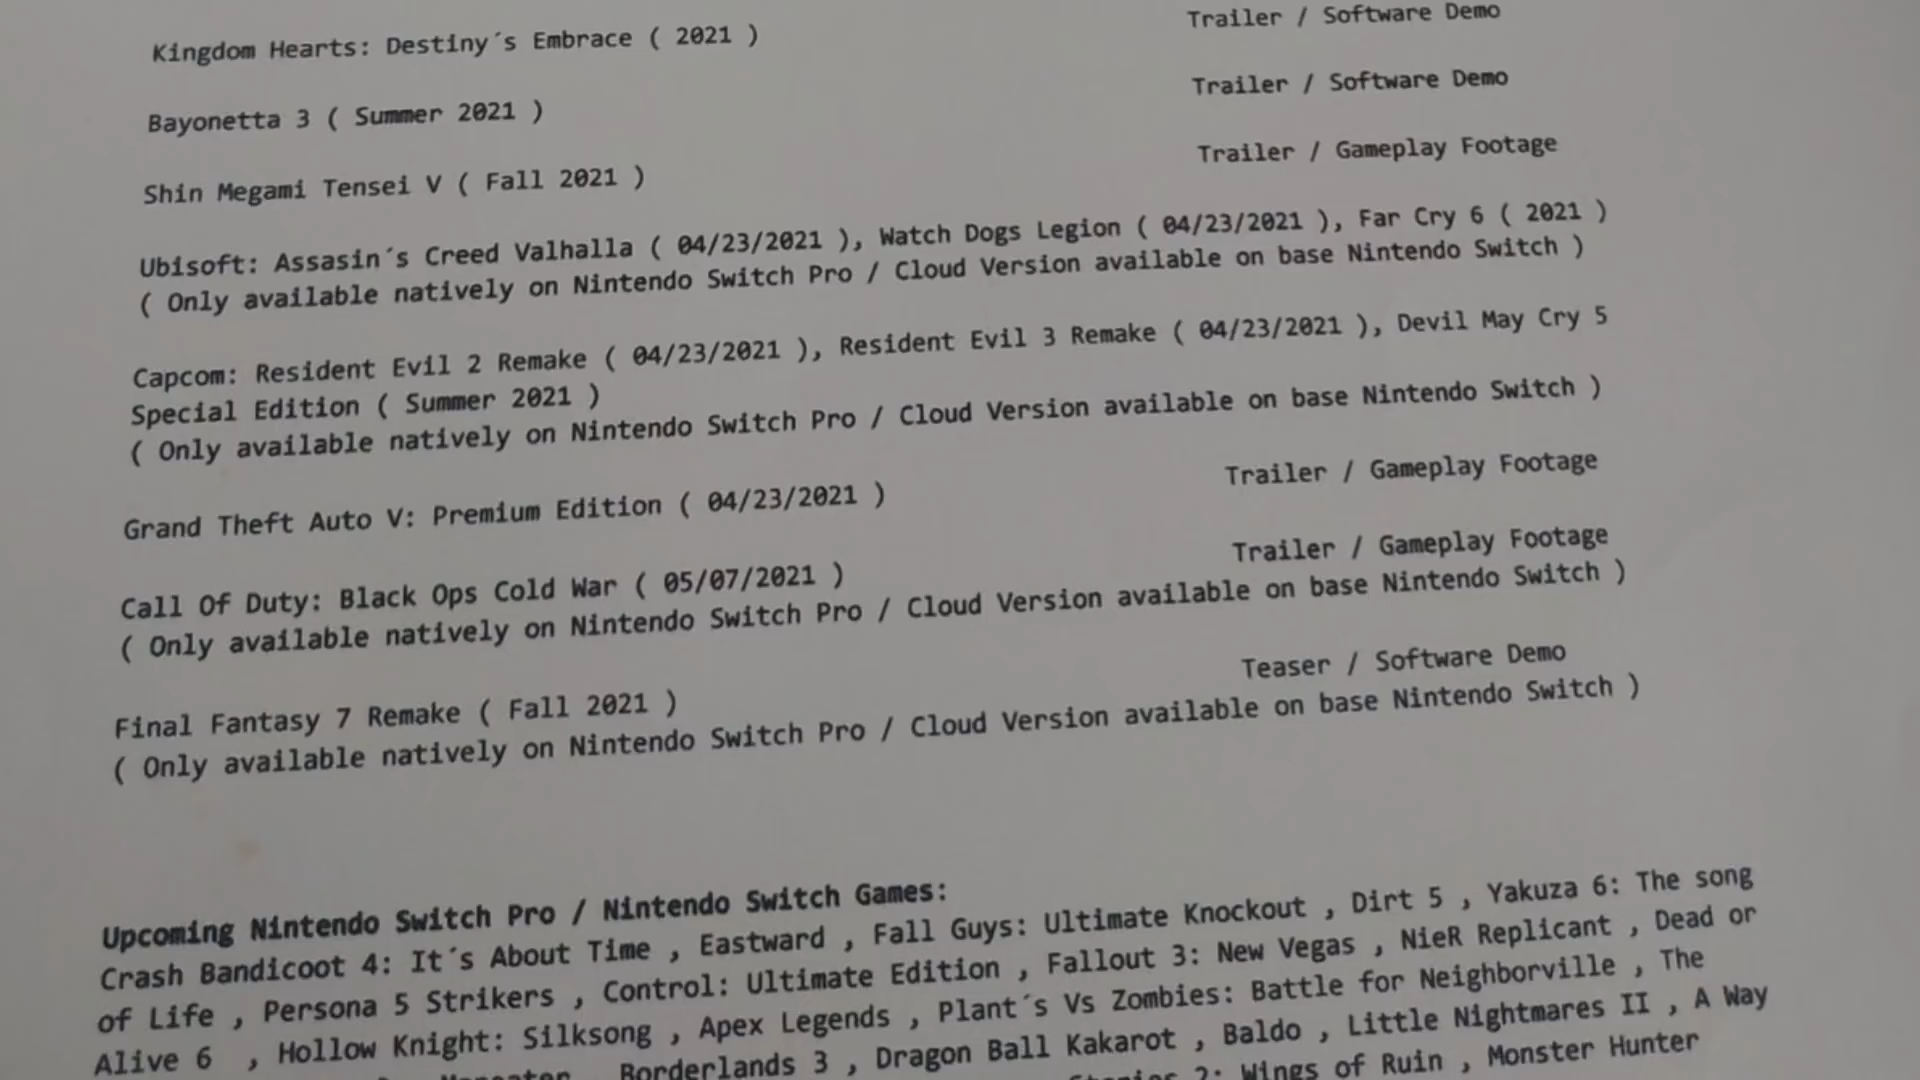 Trailer / Software Demo
Kingdom Hearts: Destiny´s Embrace ( 2021 )
Trailer / Software Demo
Bayonetta 3 ( Summer 2021 )
Trailer / Gameplay Footage
Shin Megami Tensei V ( Fall 2021 )
Ubisoft: Assasin´s Creed Valhalla ( 04/23/2021 ), Watch Dogs Legion ( 04/23/2021 ), Far Cry 6 ( 2021 )
( Only available natively on Nintendo Switch Pro / Cloud Version available on base Nintendo Switch )
Capcom: Resident Evil 2 Remake ( 04/23/2021 ), Resident Evil 3 Remake ( 04/23/2021 ), Devil May Cry 5
Special Edition ( Summer 2021 )
( Only available natively on Nintendo Switch Pro / Cloud Version available on base Nintendo Switch )
Trailer / Gameplay Footage
Grand Theft Auto V: Premium Edition ( 04/23/2021 )
Trailer / Gameplay Footage
Call Of Duty: Black Ops Cold War ( 05/07/2021 )
( Only available natively on Nintendo Switch Pro / Cloud Version available on base Nintendo Switch )
Teaser / Software Demo
Final Fantasy 7 Remake ( Fall 2021 )
( Only available natively on Nintendo Switch Pro / Cloud Version available on base Nintendo Switch )
Upcoming Nintendo Switch Pro / Nintendo Switch Games:
Crash Bandicoot 4: It´s About Time , Eastward , Fall Guys: Ultimate Knockout , Dirt 5 , Yakuza 6: The song
of Life , Persona 5 Strikers , Control: Ultimate Edition , Fallout 3: New Vegas , NieR Replicant , Dead or
Alive 6 , Hollow Knight: Silksong , Apex Legends , Plant´s Vs Zombies: Battle for Neighborville , The
Borderlands 3 , Dragon Ball Kakarot , Baldo , Little Nightmares II , A Way
2: Wings of Ruin , Monster Hunter